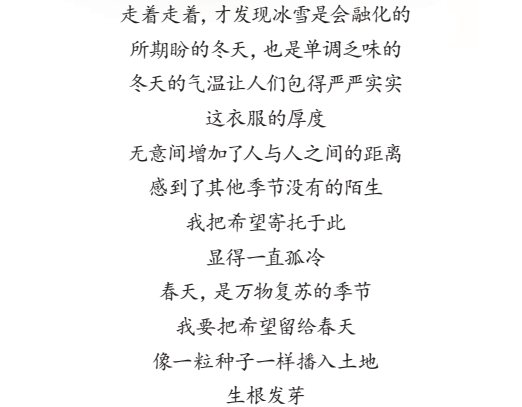 走着走着，才发现冰雪是会融化的
所期盼的冬天，也是单调乏味的
冬天的气温让人们包得严严实实
这衣服的厚度
无意间增加了人与人之间的距离
感到了其他季节没有的陌生
我把希望寄托于此
显得一直孤冷
春天，是万物复苏的季节
我要把希望留给春天
像一粒种子一样播入土地
生根发芽